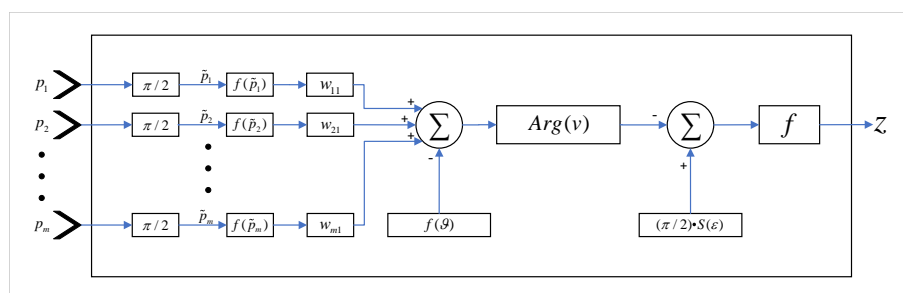 p₁ π/2 p̃₁ f(p̃₁) w₁₁ +
p₂ π/2 p̃₂ f(p̃₂) w₂₁ + + ∑ Arg(v) - ∑ f z
- +
pₘ π/2 p̃ₘ f(p̃ₘ) wₘ₁ f(ϑ) (π/2)•S(ε)